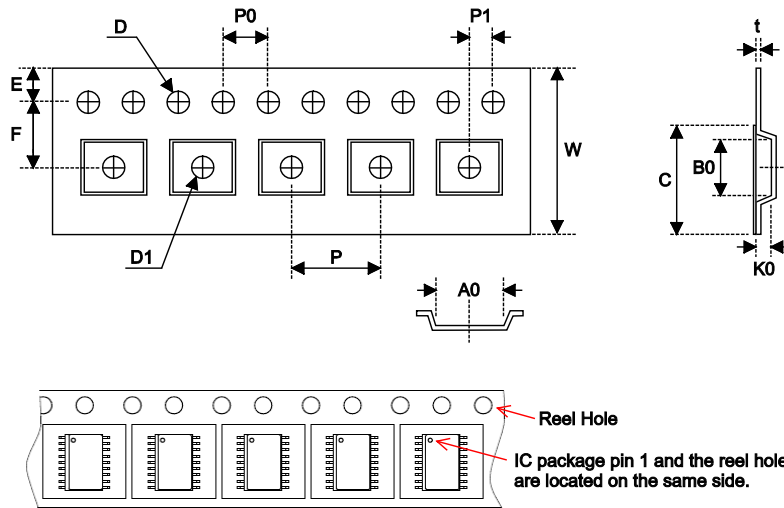 P0
P1
t
D
E
F
W
C
B0
D1
P
K0
A0
Reel Hole
IC package pin 1 and the reel hole
are located on the same side.